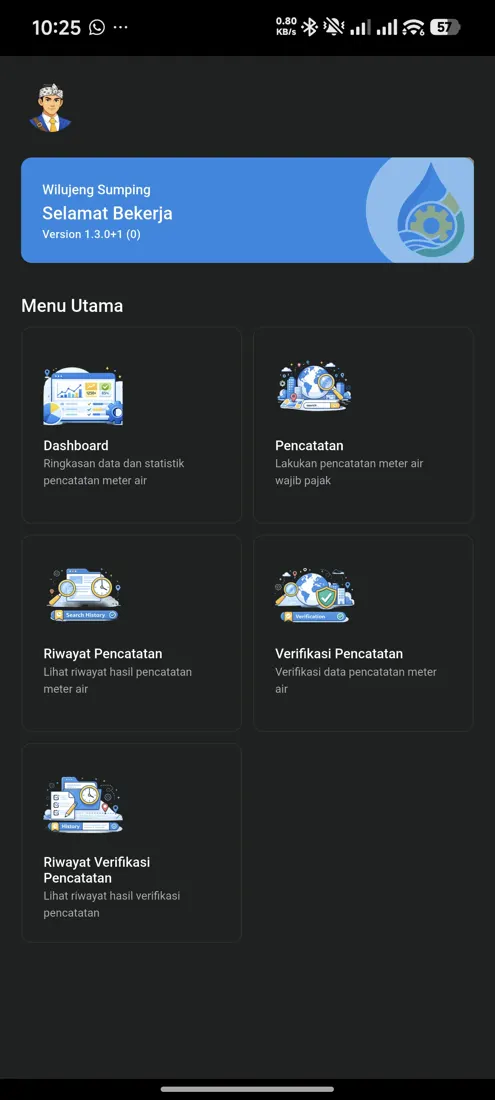 10:25
0.80
KB/s
6
57
Wilujeng Sumping
Selamat Bekerja
Version 1.3.0+1 (0)
Menu Utama
Dashboard
Ringkasan data dan statistik
pencatatan meter air
Pencatatan
Lakukan pencatatan meter air
wajib pajak
Search History
Riwayat Pencatatan
Lihat riwayat hasil pencatatan
meter air
Verification
Verifikasi Pencatatan
Verifikasi data pencatatan meter
air
History
Riwayat Verifikasi
Pencatatan
Lihat riwayat hasil verifikasi
pencatatan